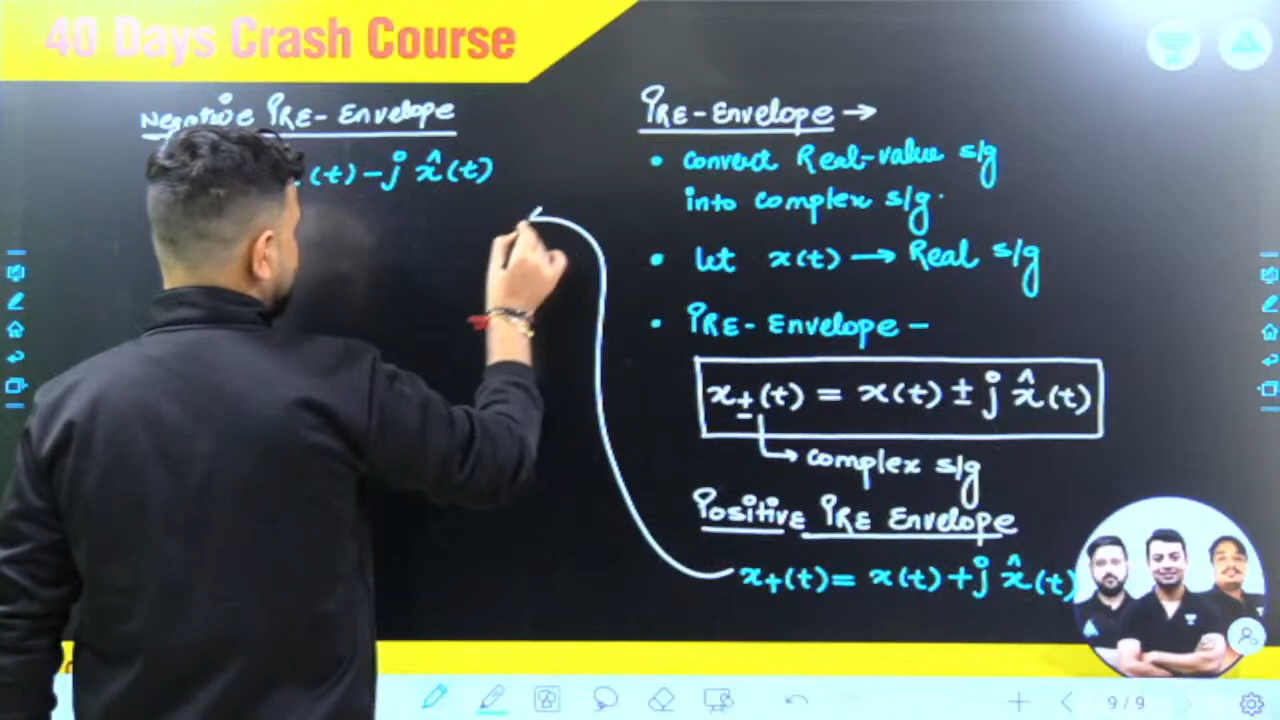 40 Days Crash Course
Negative PRE-Envelope
(t) - j x̂(t)
PRE-Envelope →
• Convert Real-value s/g
into complex s/g.
• Let x(t) → Real s/g
• PRE-Envelope -
x±(t) = x(t) ± j x̂(t)
→ complex s/g
Positive PRE Envelope
x+(t) = x(t) + j x̂(t)
9/9